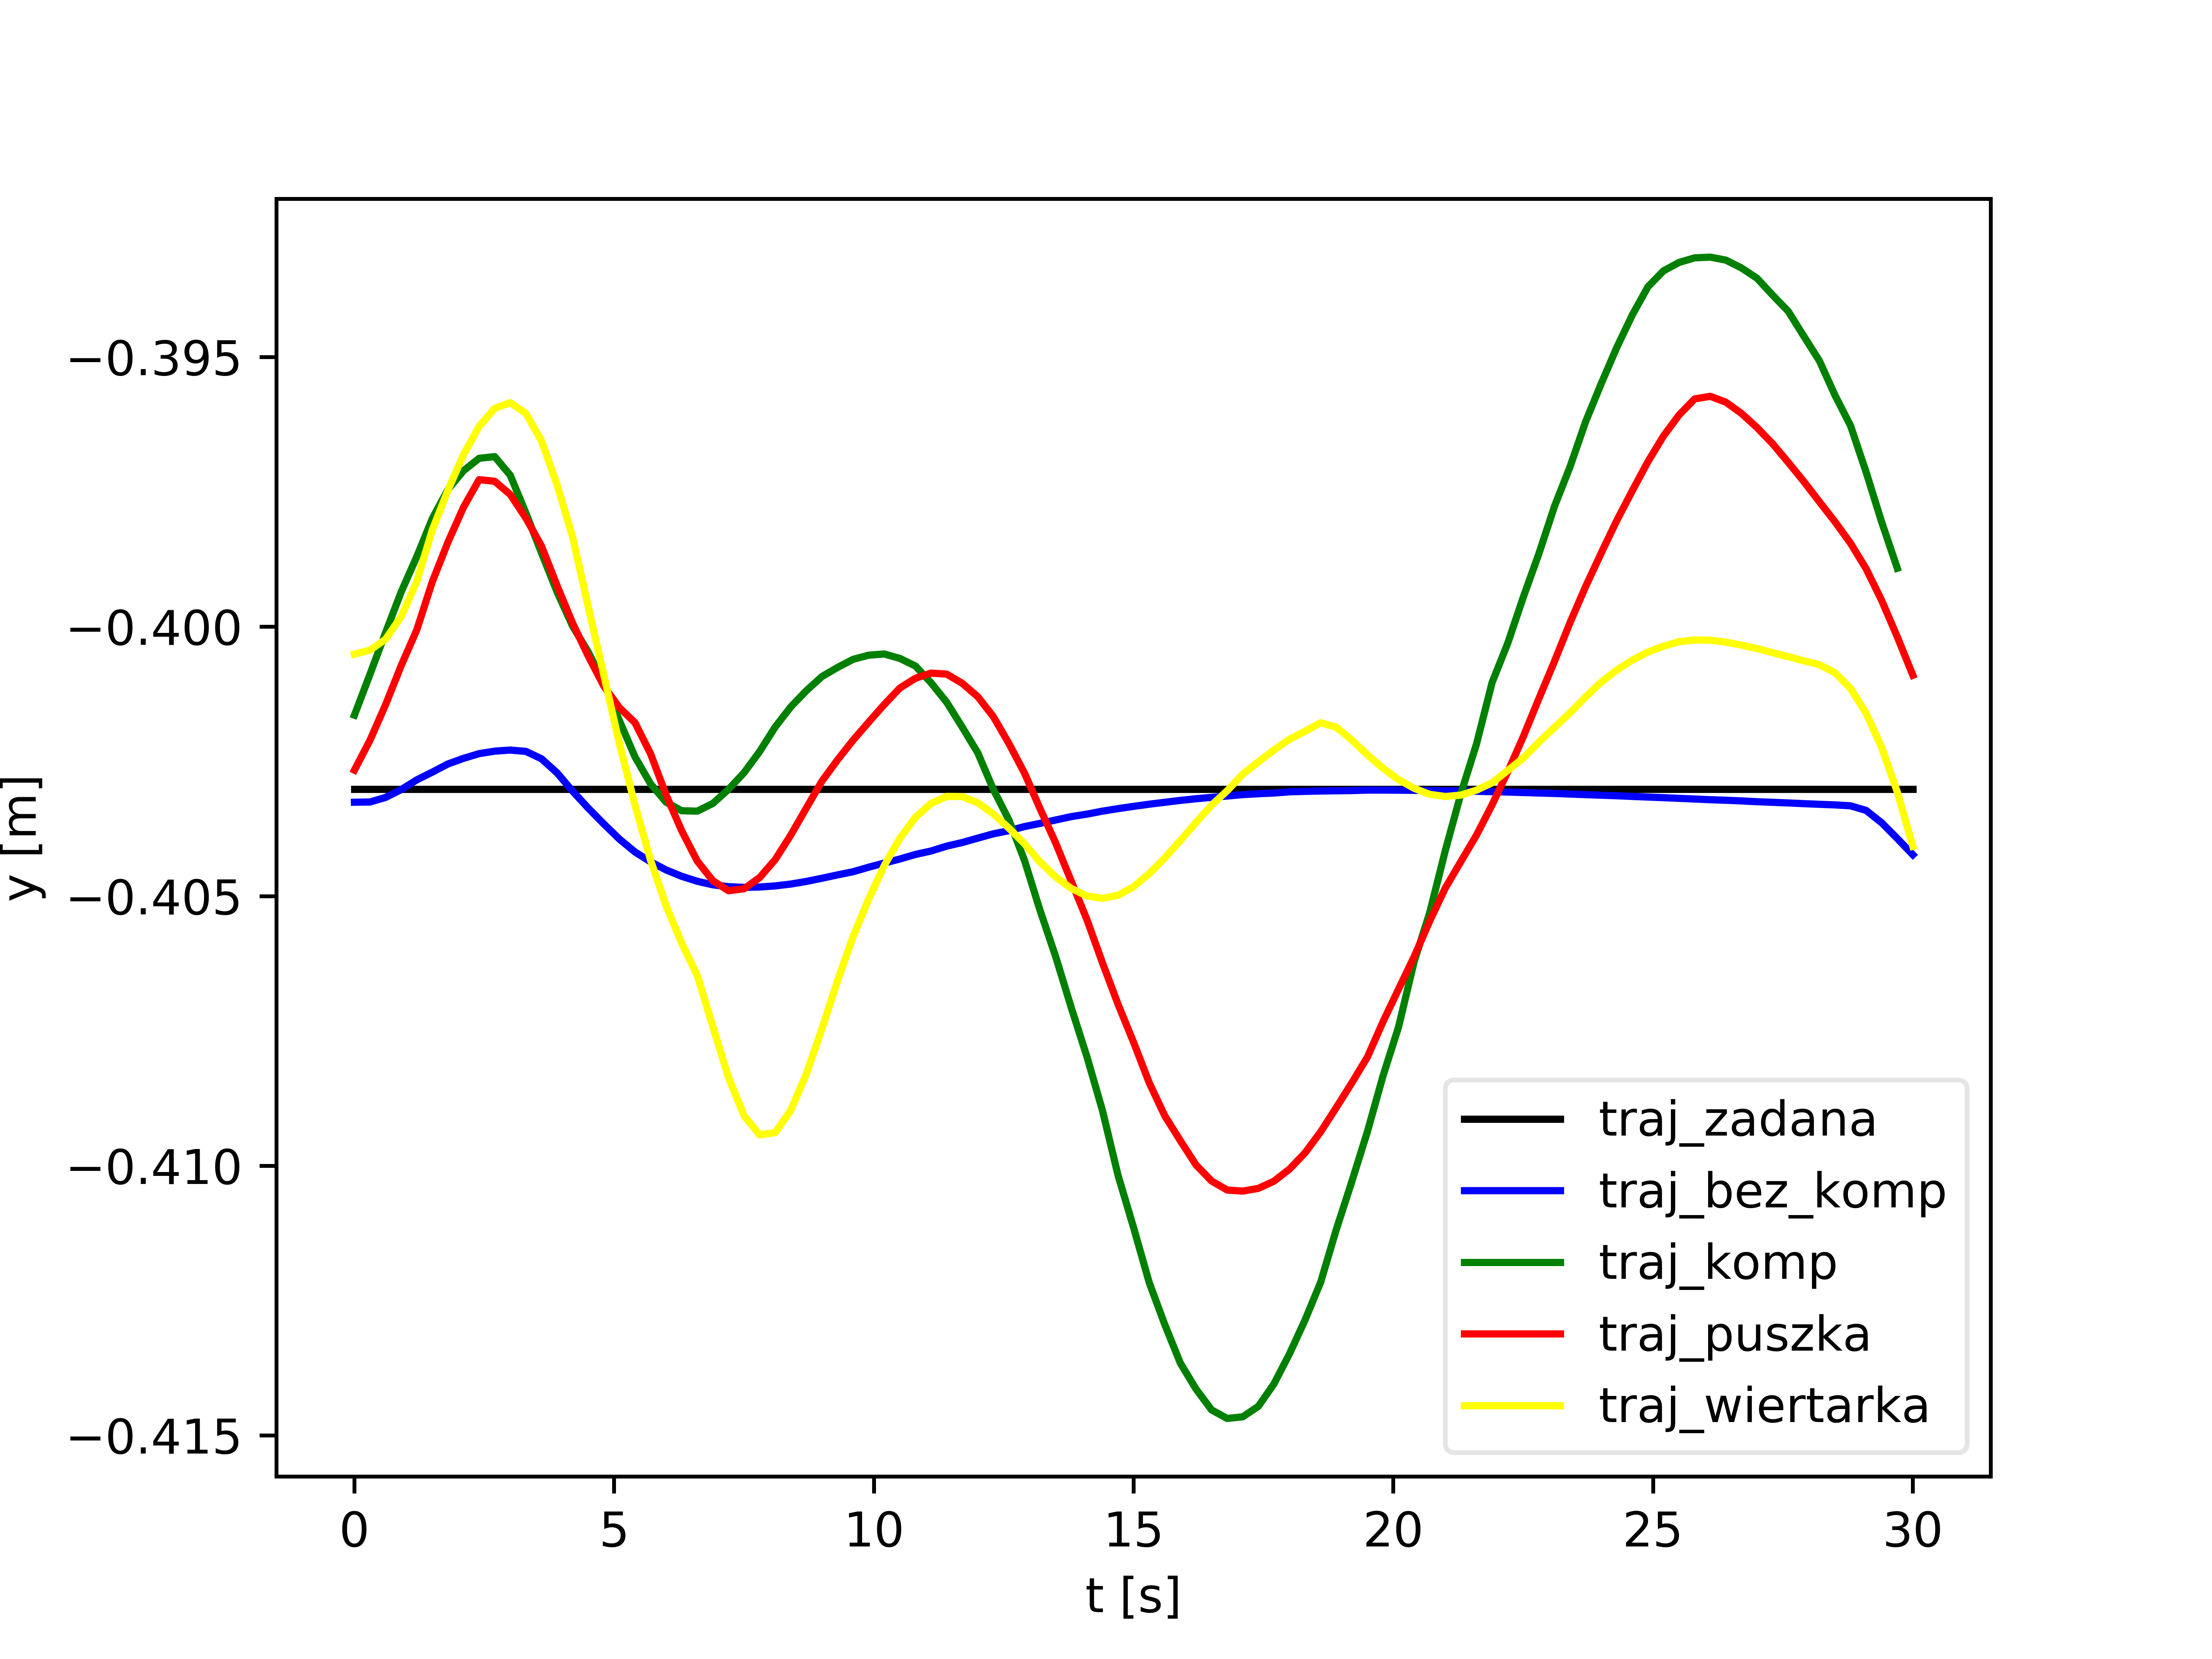 −0.395
−0.400
−0.405
−0.410
−0.415
y [m]
0 5 10 15 20 25 30
t [s]
traj_zadana
traj_bez_komp
traj_komp
traj_puszka
traj_wiertarka